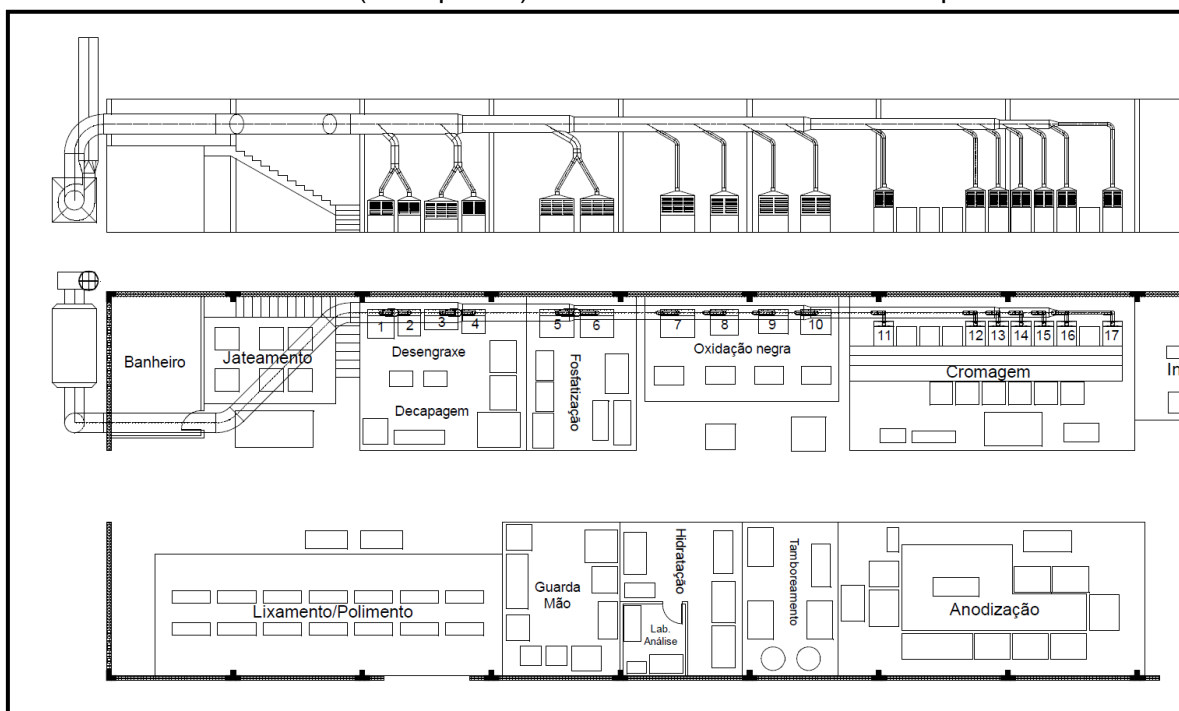 1
2
3
4
5
6
7
8
9
10
11
12
13
14
15
16
17
Banheiro
Jateamento
Desengraxe
Decapagem
Fosfatização
Oxidação negra
Cromagem
In
Lixamento/Polimento
Guarda
Mão
Hidratação
Lab.
Análise
Tamboreamento
Anodização